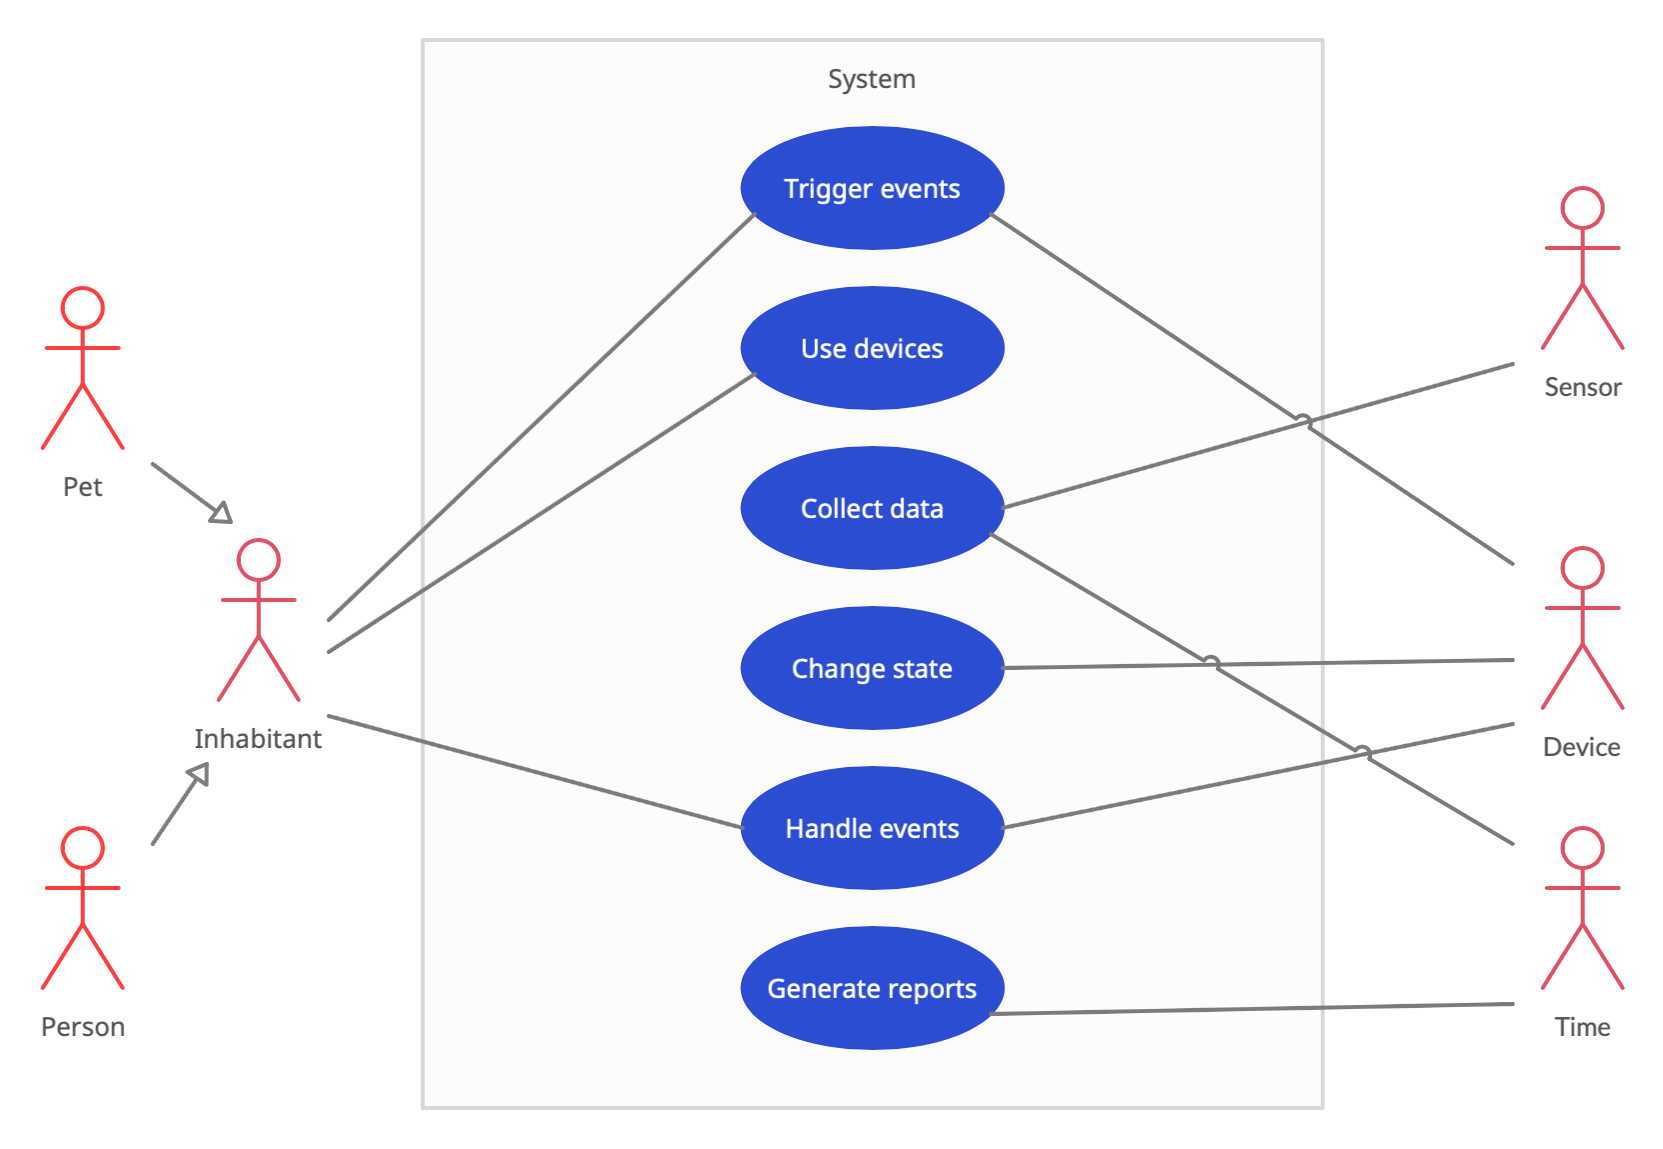 System
Trigger events
Use devices
Sensor
Pet
Collect data
Change state
Inhabitant
Device
Handle events
Generate reports
Person
Time